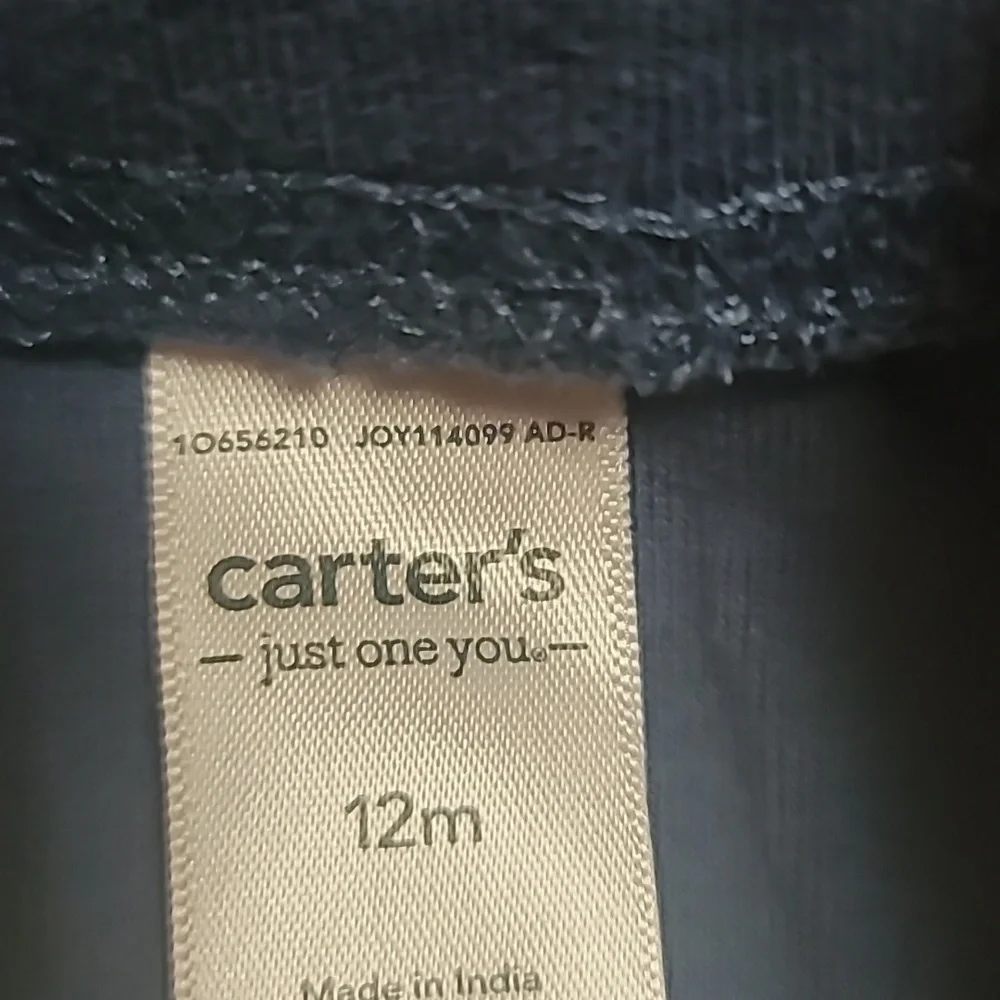 10656210 JOY114099 AD-R
carter's
— just one you.® —
12m
Made in India